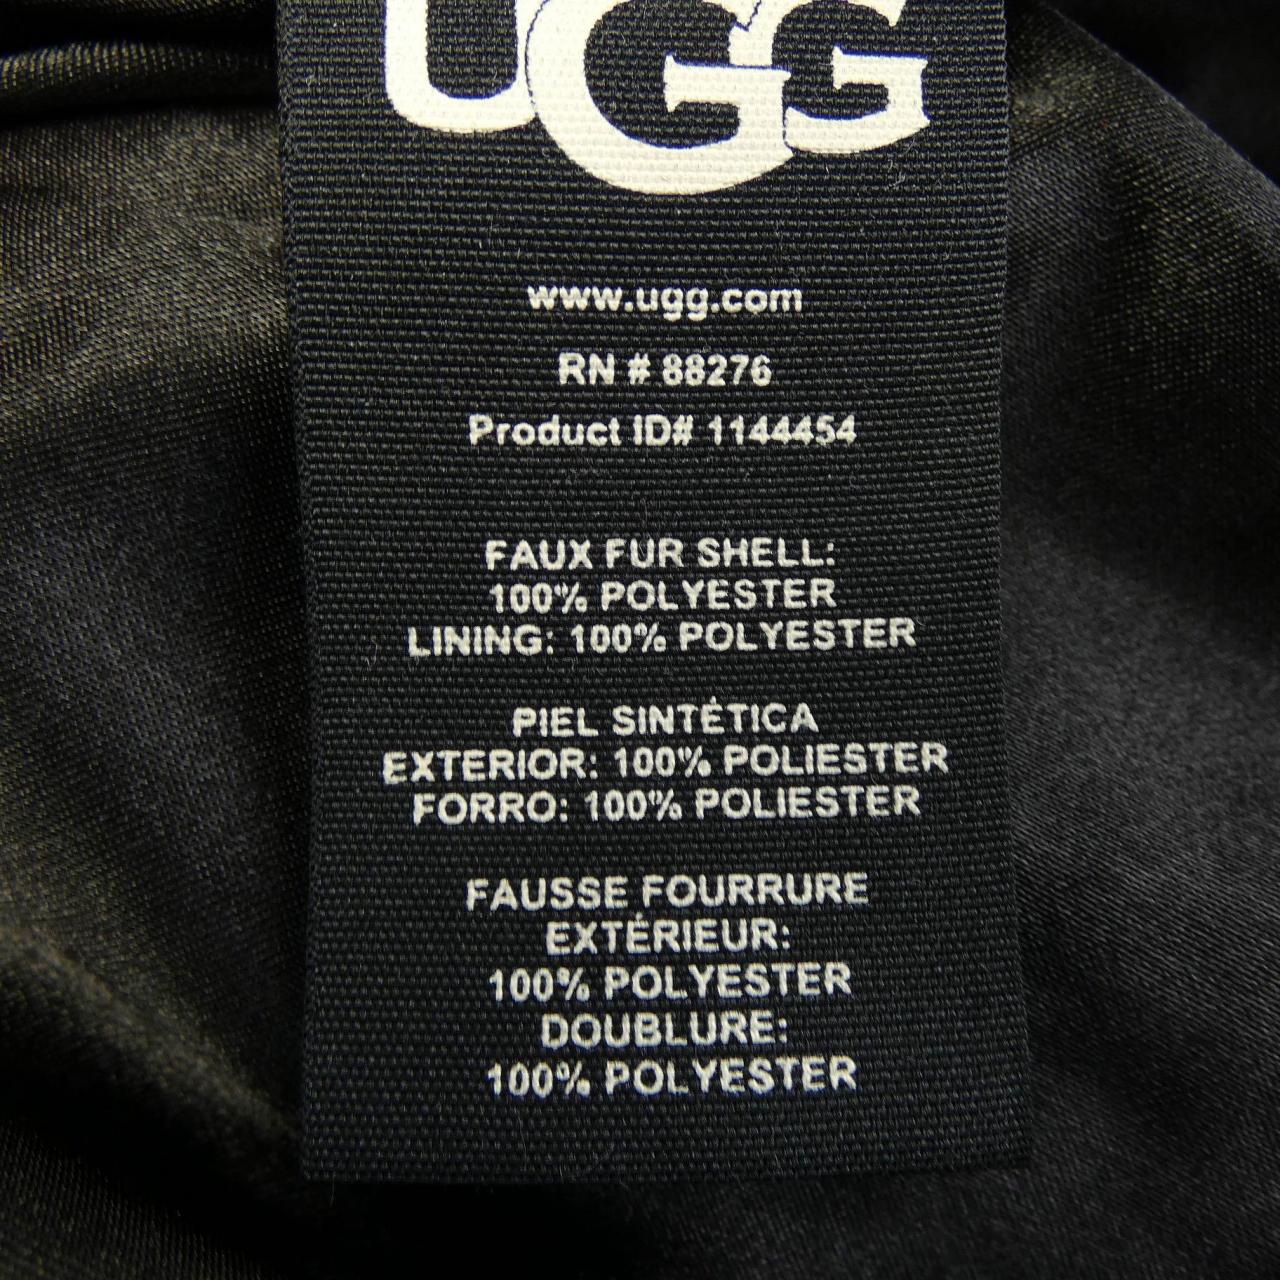 UGG
www.ugg.com
RN # 88276
Product ID# 1144454
FAUX FUR SHELL:
100% POLYESTER
LINING: 100% POLYESTER
PIEL SINTÉTICA
EXTERIOR: 100% POLIESTER
FORRO: 100% POLIESTER
FAUSSE FOURRURE
EXTÉRIEUR:
100% POLYESTER
DOUBLURE:
100% POLYESTER